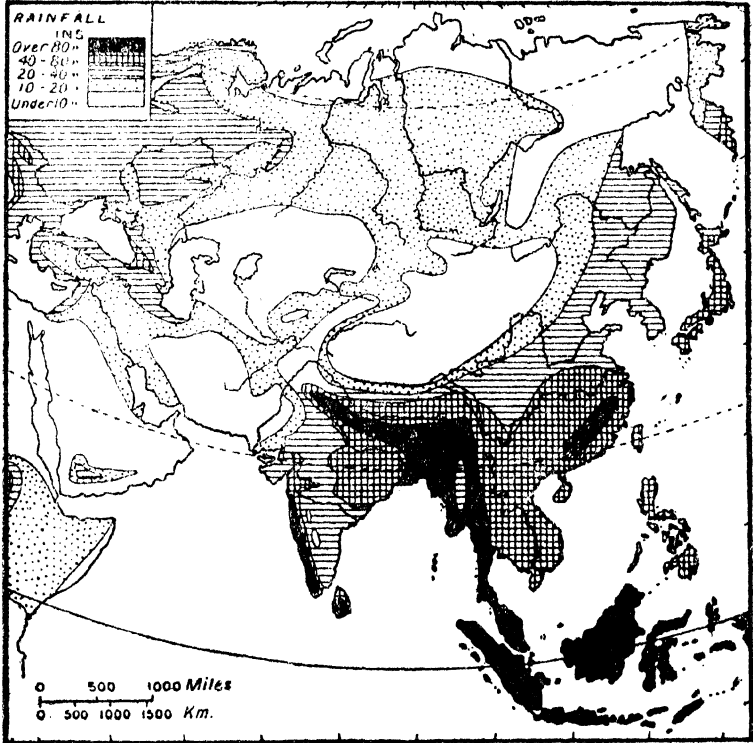 RAINFALL
INS
Over 80 "
40 - 80 "
20 - 40 "
10 - 20 "
Under 10 "
0 500 1000 Miles
0. 500 1000 1500 Km.